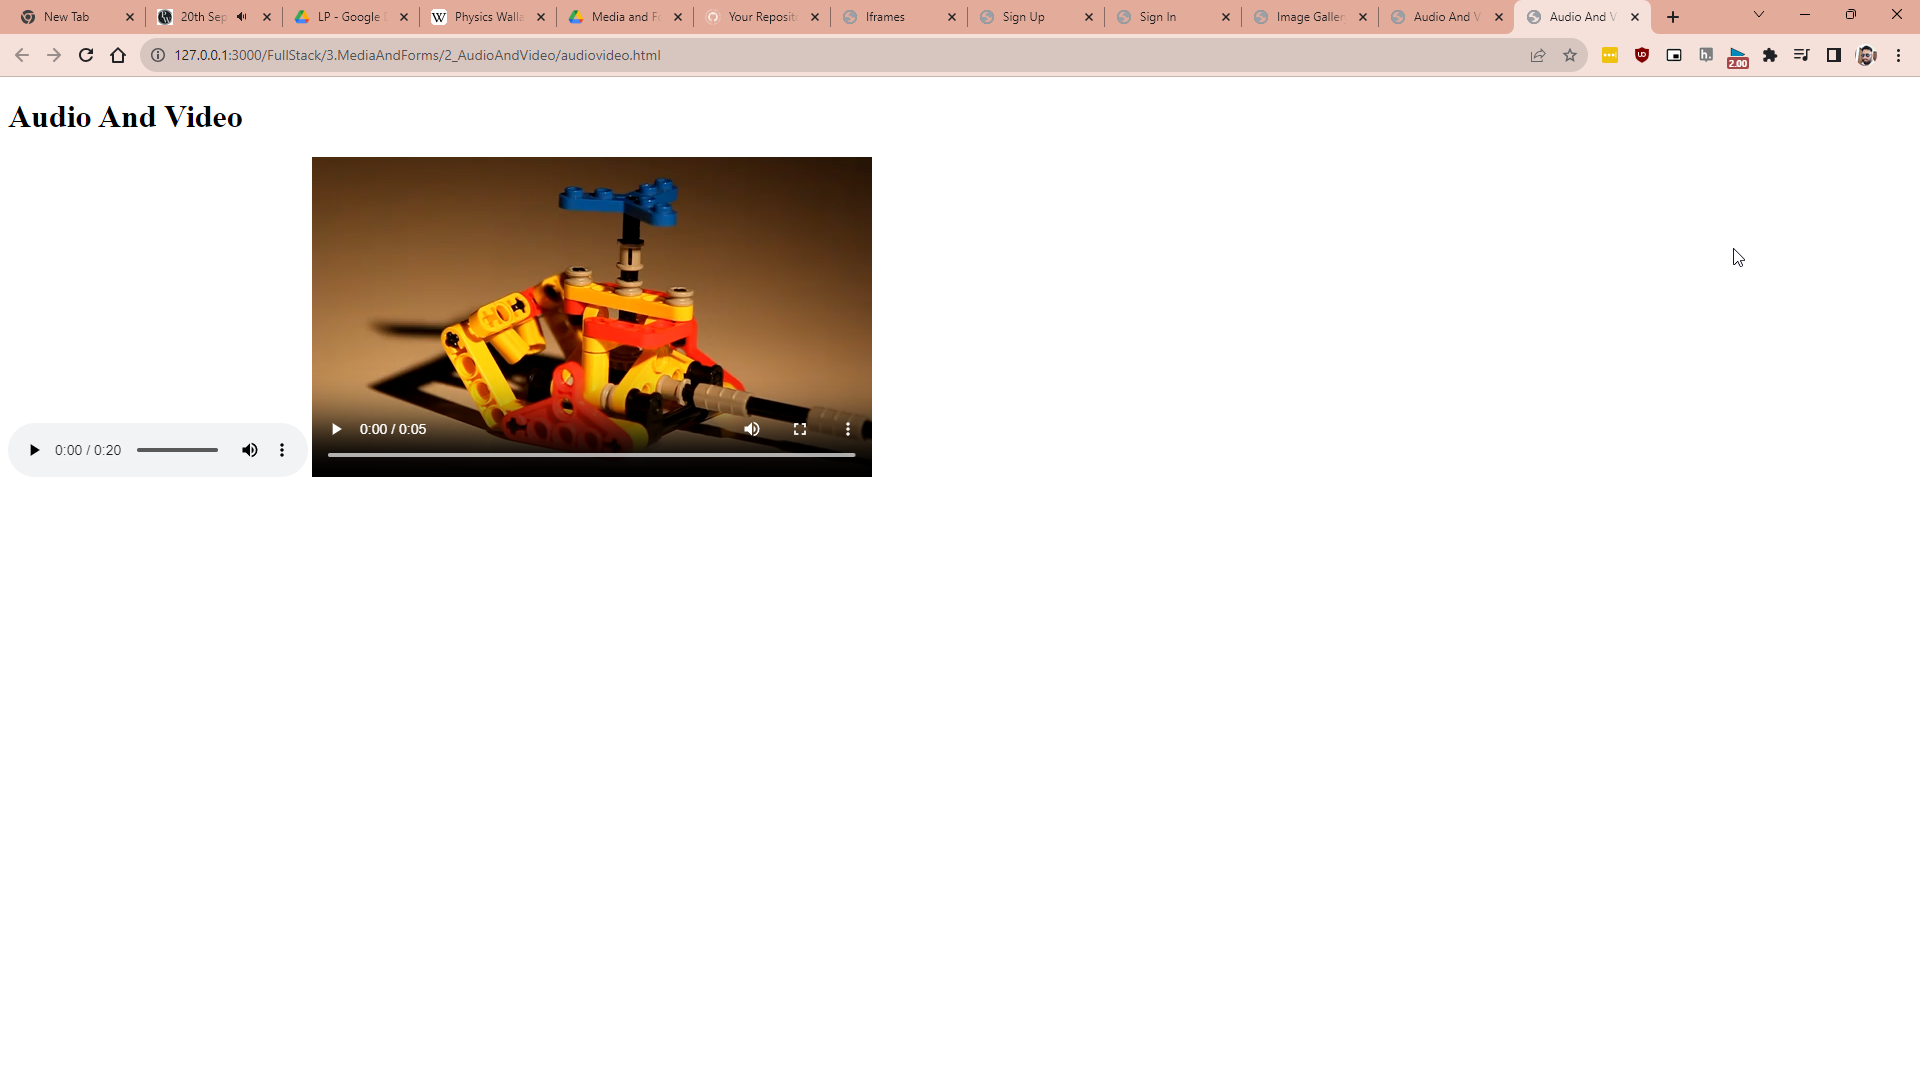 New Tab
20th Sep
LP - Google
Physics Walla
Media and Fo
Your Reposit
Iframes
Sign Up
Sign In
Image Galler
Audio And V
Audio And V
127.0.0.1:3000/FullStack/3.MediaAndForms/2_AudioAndVideo/audiovideo.html
2.00
Audio And Video
0:00 / 0:20
0:00 / 0:05